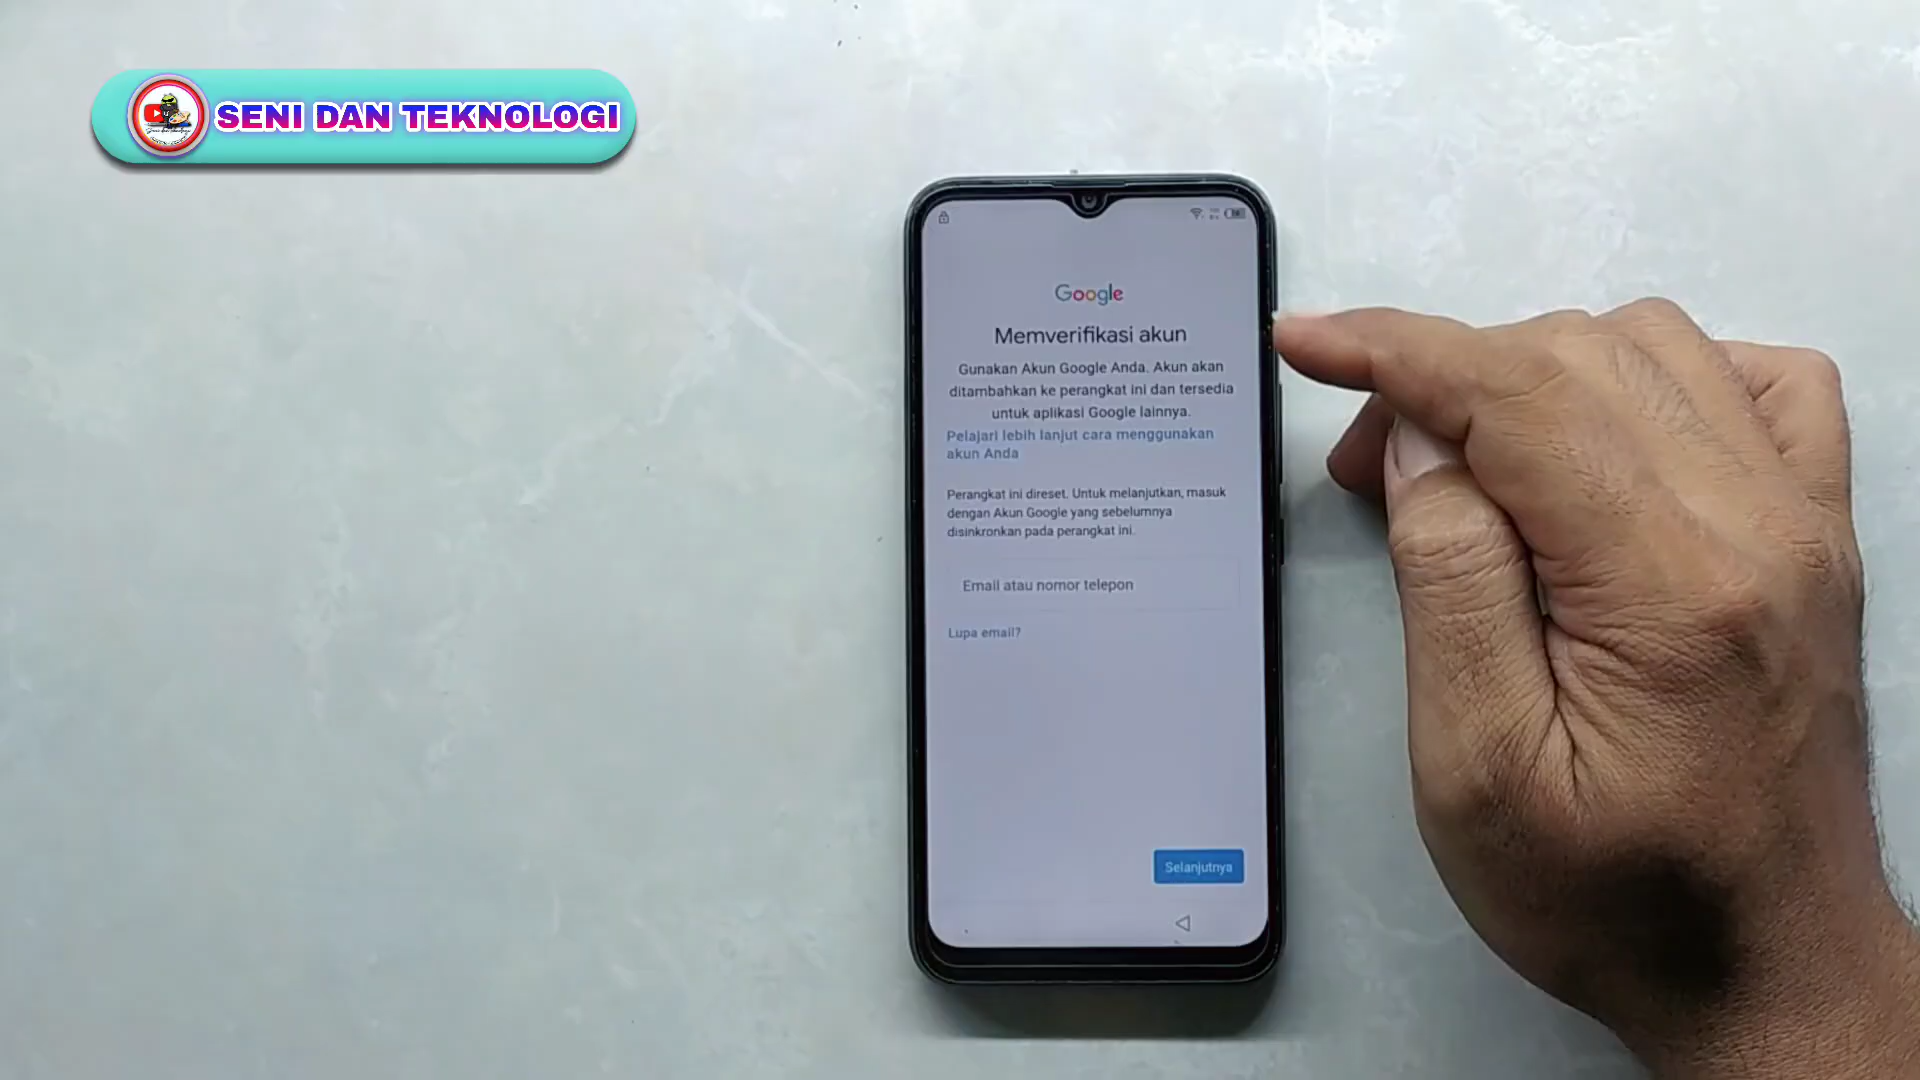 SENI DAN TEKNOLOGI
Google
Memverifikasi akun
Gunakan Akun Google Anda. Akun akan
ditambahkan ke perangkat ini dan tersedia
untuk aplikasi Google lainnya.
Pelajari lebih lanjut cara menggunakan
akun Anda
Perangkat ini direset. Untuk melanjutkan, masuk
dengan Akun Google yang sebelumnya
disinkronkan pada perangkat ini.
Email atau nomor telepon
Lupa email?
Selanjutnya